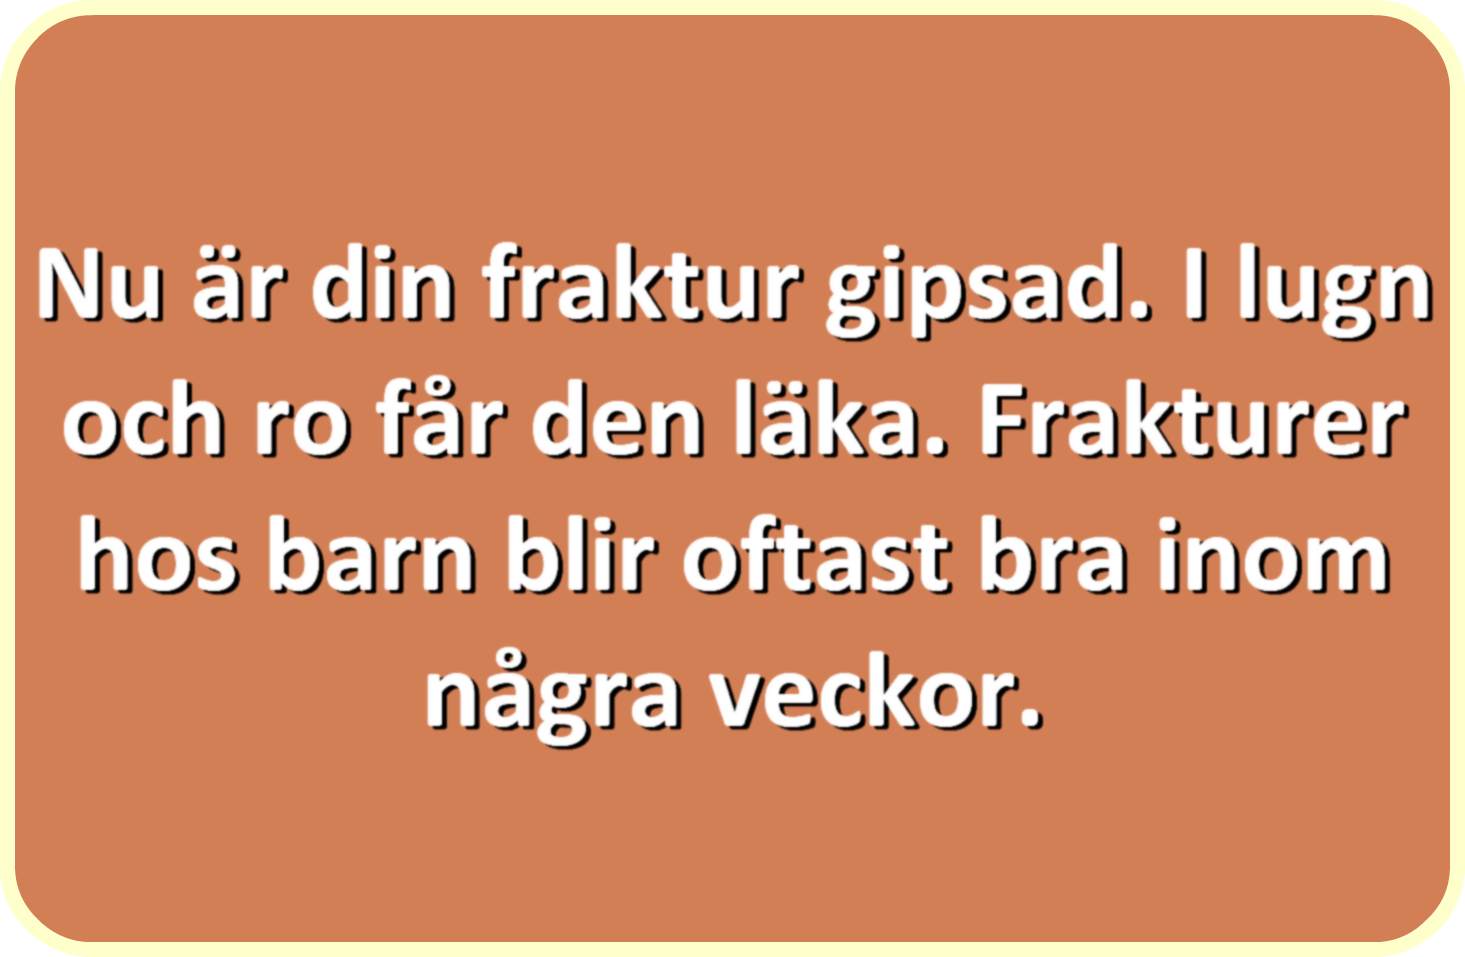 Nu är din fraktur gipsad. I lugn
och ro får den läka. Frakturer
hos barn blir oftast bra inom
några veckor.